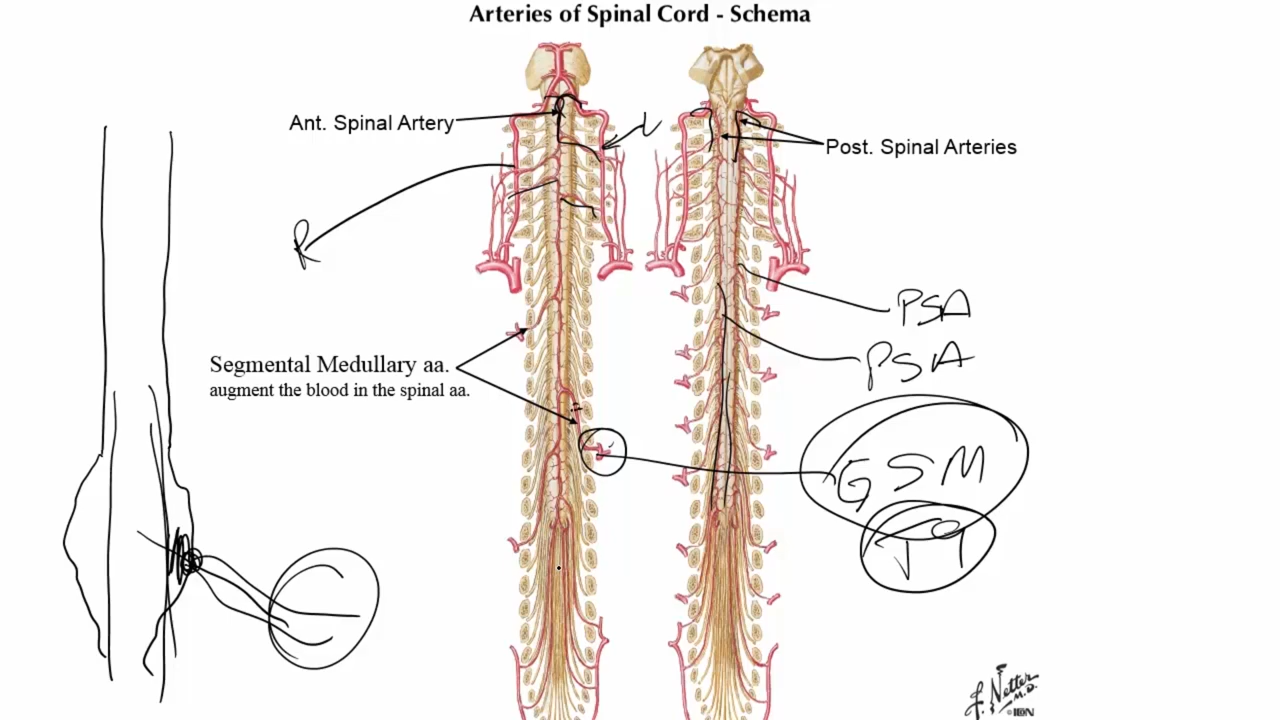 Arteries of Spinal Cord - Schema
Ant. Spinal Artery
L
Post. Spinal Arteries
R
PSA
PSA
Segmental Medullary aa.
augment the blood in the spinal aa.
GSM
F. Netter
M.D.